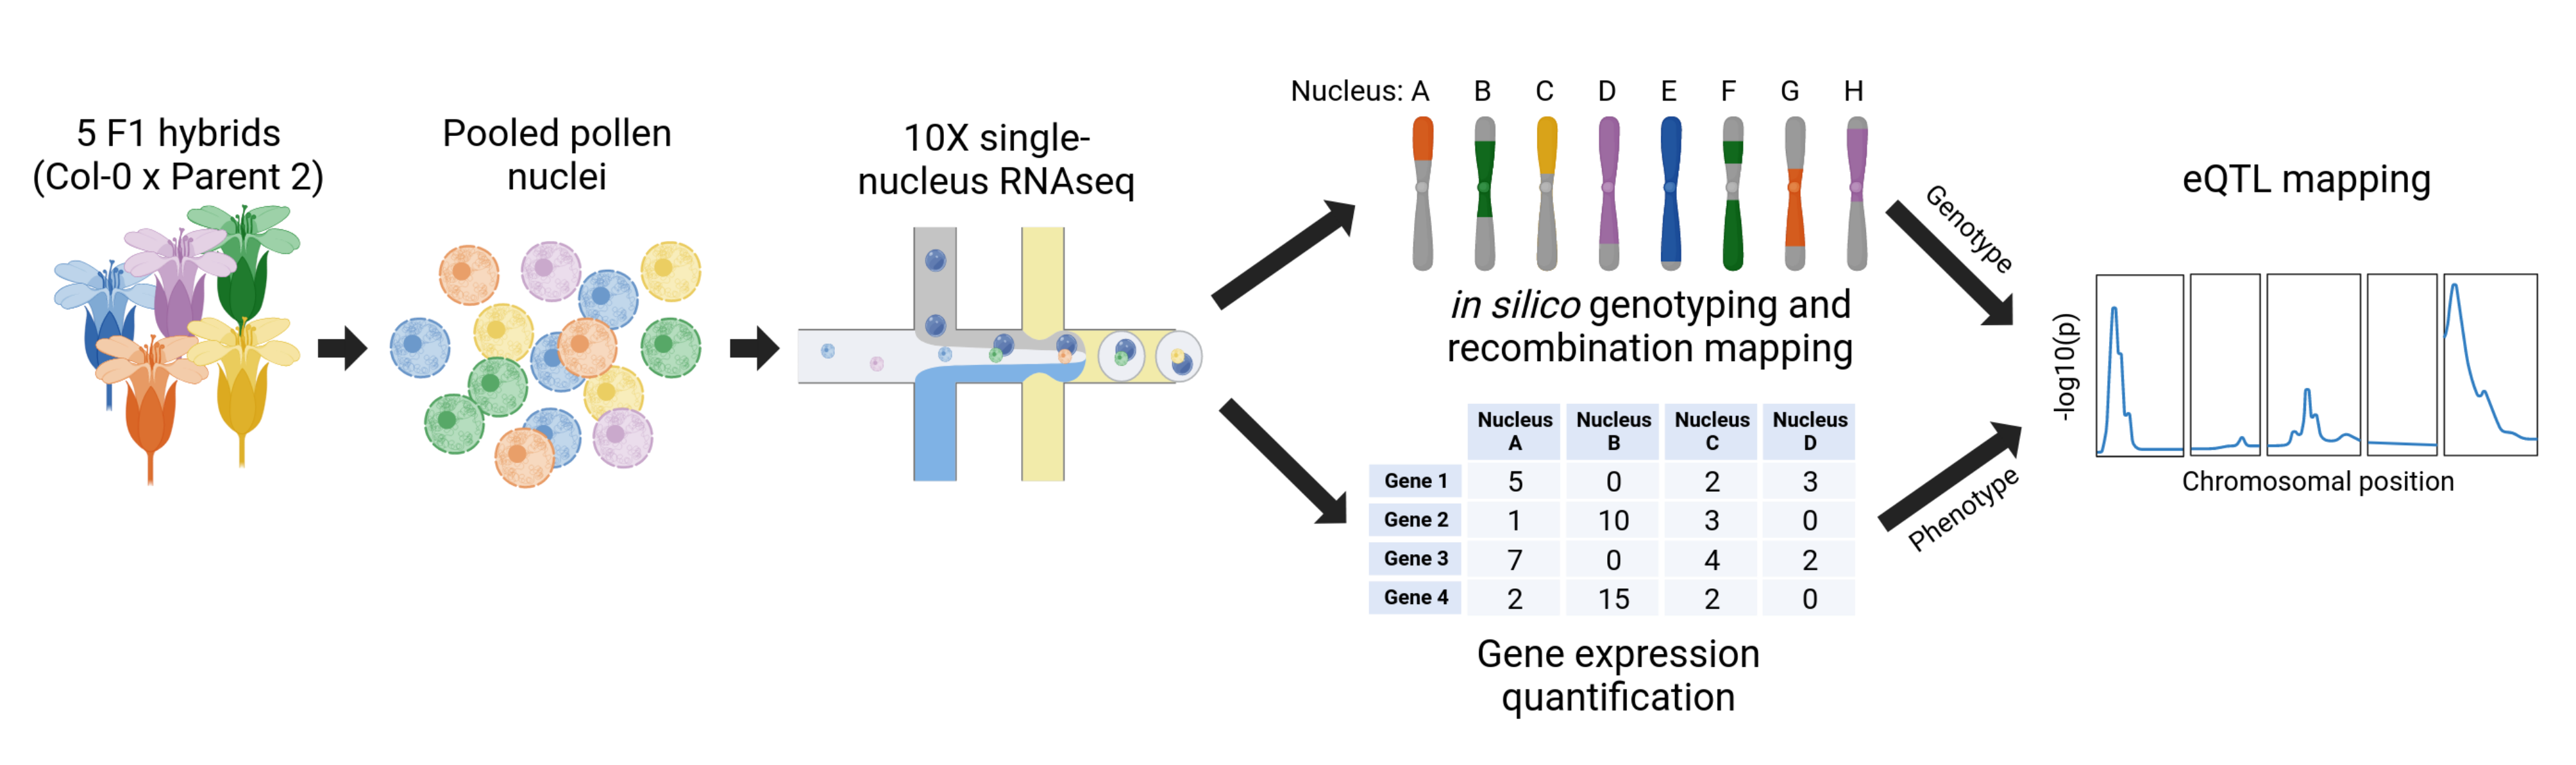 5 F1 hybrids
(Col-0 x Parent 2)
Pooled pollen
nuclei
10X single-
nucleus RNAseq
Nucleus: A B C D E F G H
in silico genotyping and
recombination mapping
Nucleus A Nucleus B Nucleus C Nucleus D
Gene 1 5 0 2 3
Gene 2 1 10 3 0
Gene 3 7 0 4 2
Gene 4 2 15 2 0
Gene expression
quantification
Genotype
Phenotype
eQTL mapping
-log10(p)
Chromosomal position